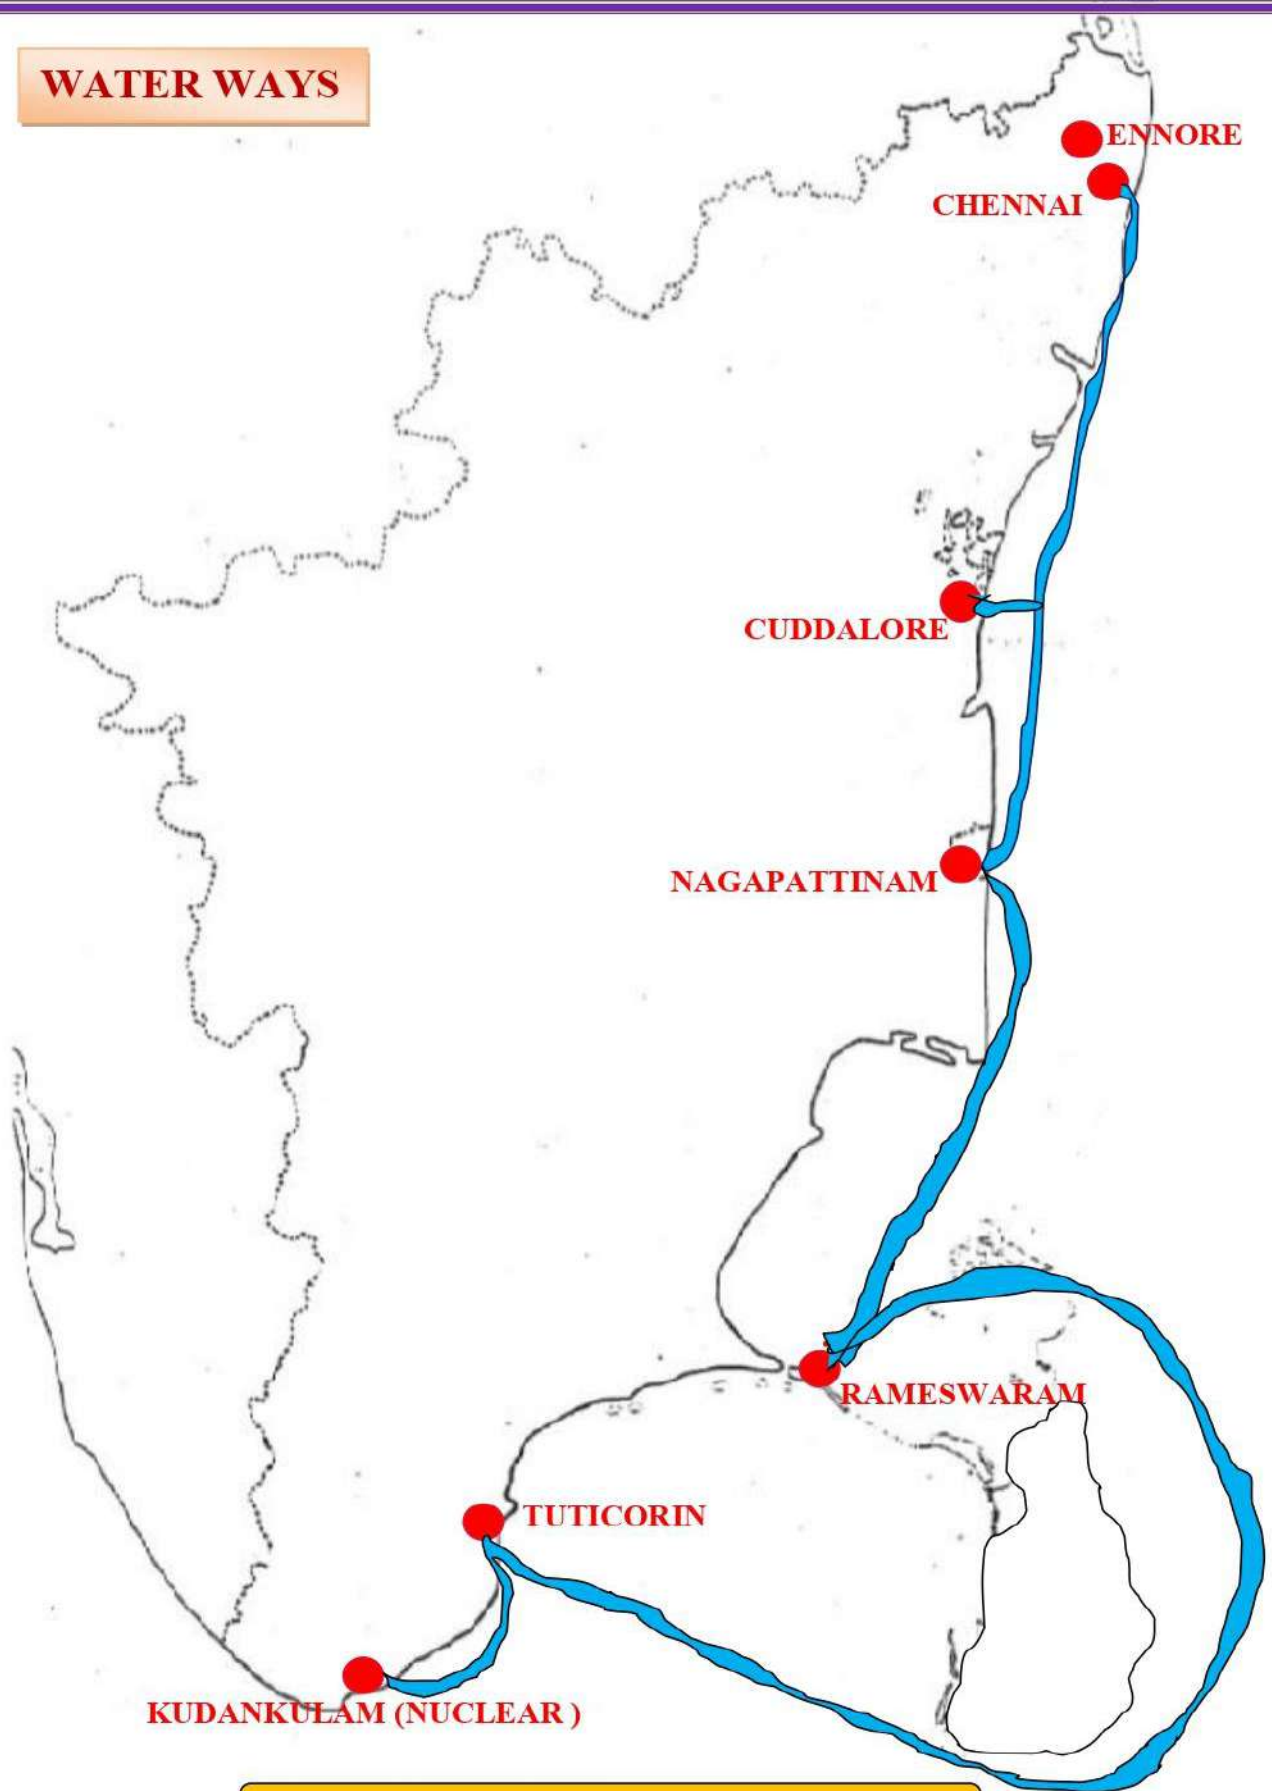 WATER WAYS
ENNORE
CHENNAI
CUDDALORE
NAGAPATTINAM
RAMESWARAM
TUTICORIN
KUDANKULAM (NUCLEAR )